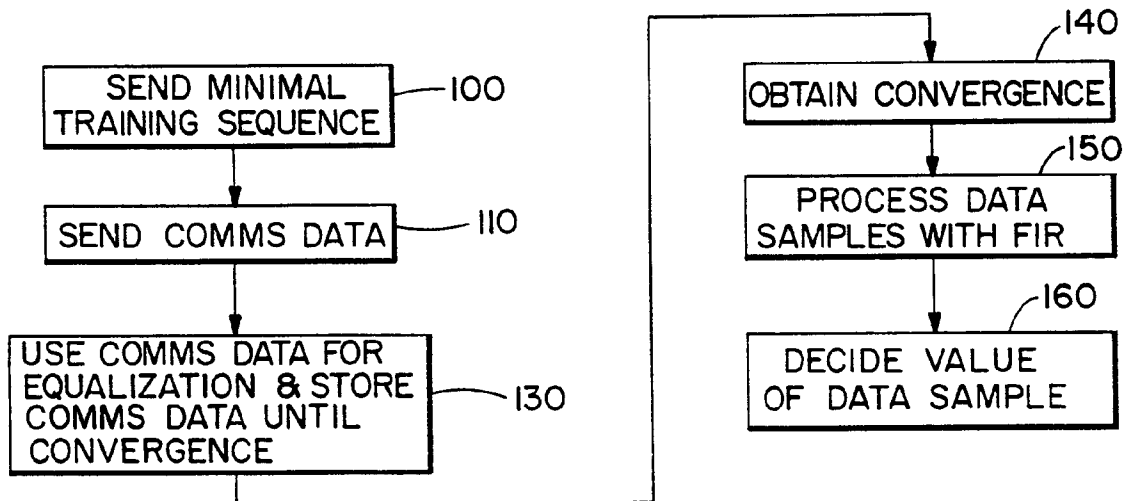 SEND MINIMAL
TRAINING SEQUENCE
100
SEND COMMS DATA
110
USE COMMS DATA FOR
EQUALIZATION & STORE
COMMS DATA UNTIL
CONVERGENCE
130
140
OBTAIN CONVERGENCE
150
PROCESS DATA
SAMPLES WITH FIR
160
DECIDE VALUE
OF DATA SAMPLE